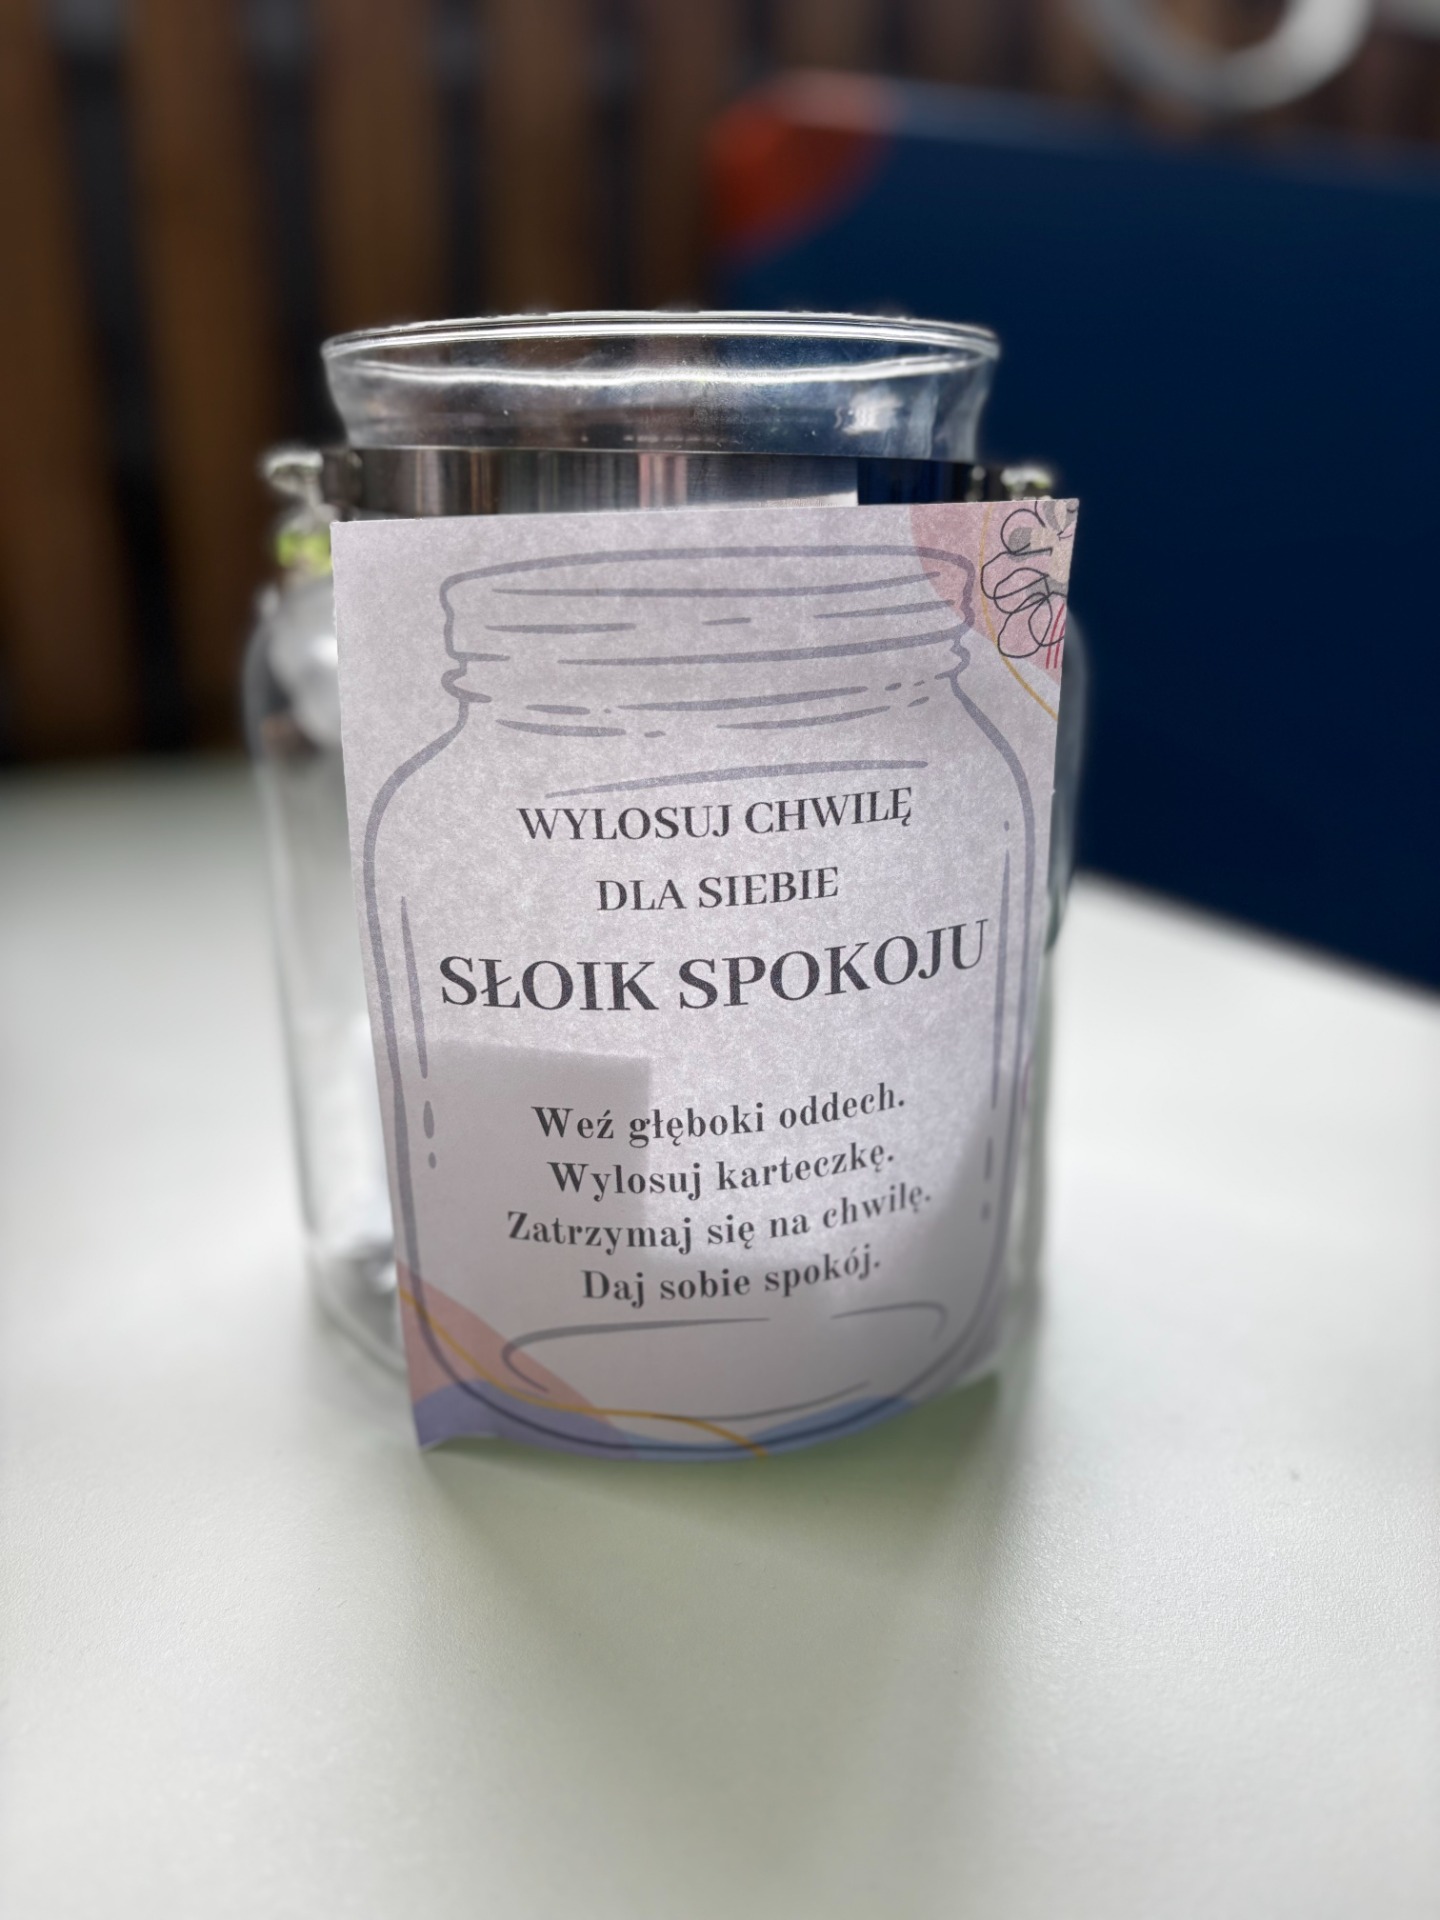 WYLOSUJ CHWILĘ
DLA SIEBIE
SŁOIK SPOKOJU
Weź głęboki oddech.
Wylosuj karteczkę.
Zatrzymaj się na chwilę.
Daj sobie spokój.